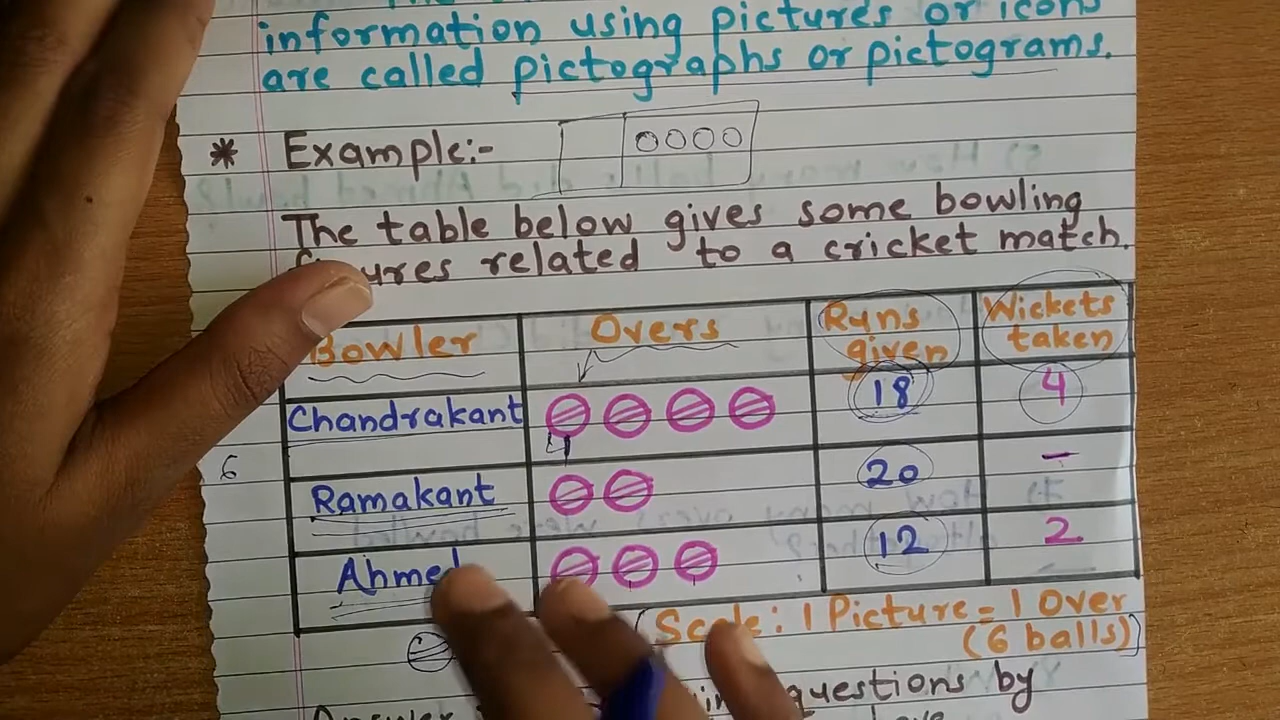 information using pictures or icons
are called pictographs or pictograms.
* Example:-
The table below gives some bowling
related to a cricket match.
Bowler Overs Runs given Wickets taken
Chandrakant 18 4
4
6
Ramakant 20 -
Ahmed 12 2
Scale: 1 Picture = 1 Over
(6 balls)
questions by